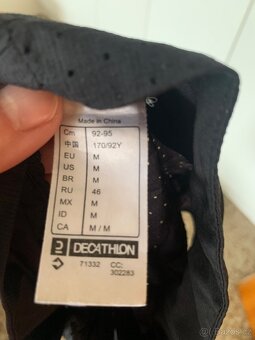 Made in China
Cm 92-95
中国 170/92Y
EU M
US M
BR M
RU 46
MX M
ID M
CA M / M
DECATHLON
71332 CC:
302283